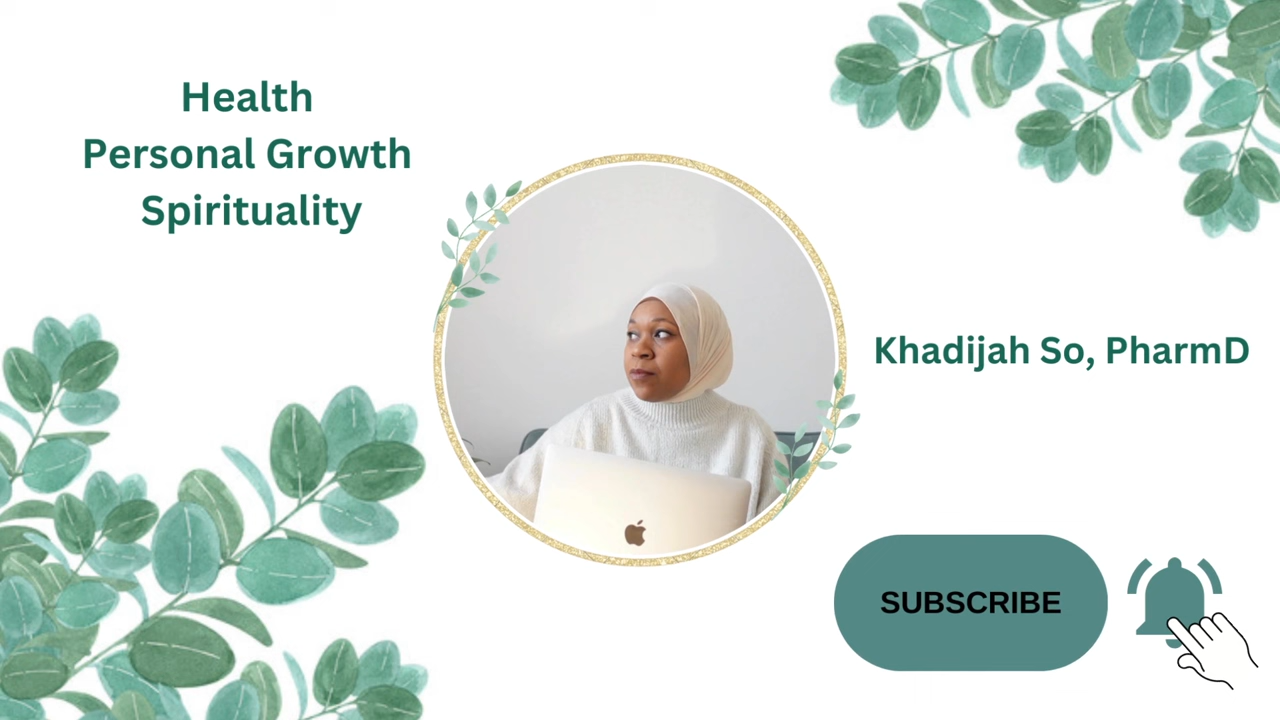 Health
Personal Growth
Spirituality
Khadijah So, PharmD
SUBSCRIBE